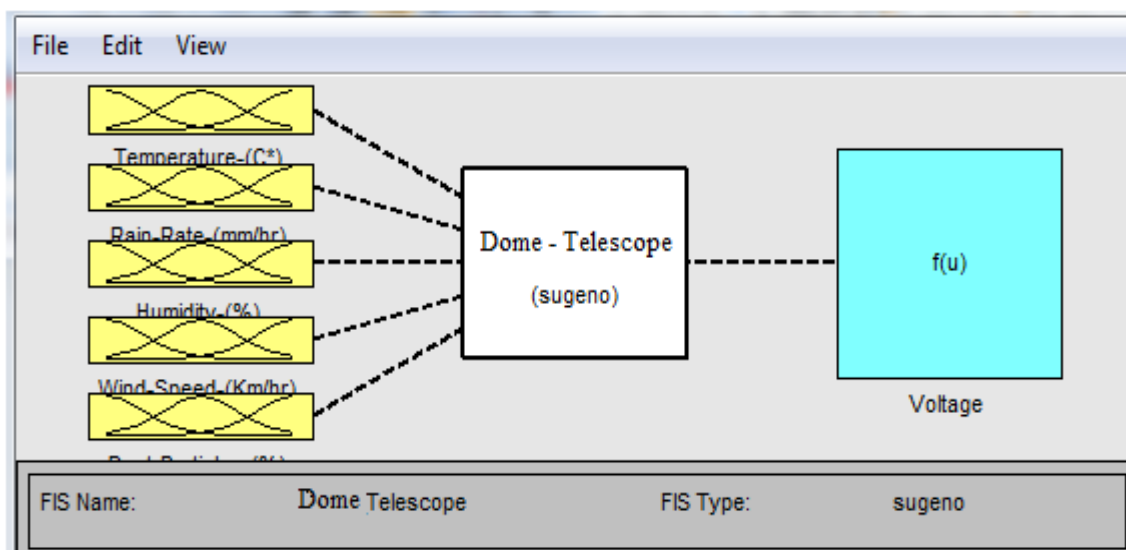 File Edit View
Temperature-(C*)
Rain-Rate-(mm/hr)
Humidity-(%)
Wind-Speed-(Km/hr)
Dome - Telescope
(sugeno)
f(u)
Voltage
FIS Name: Dome Telescope FIS Type: sugeno